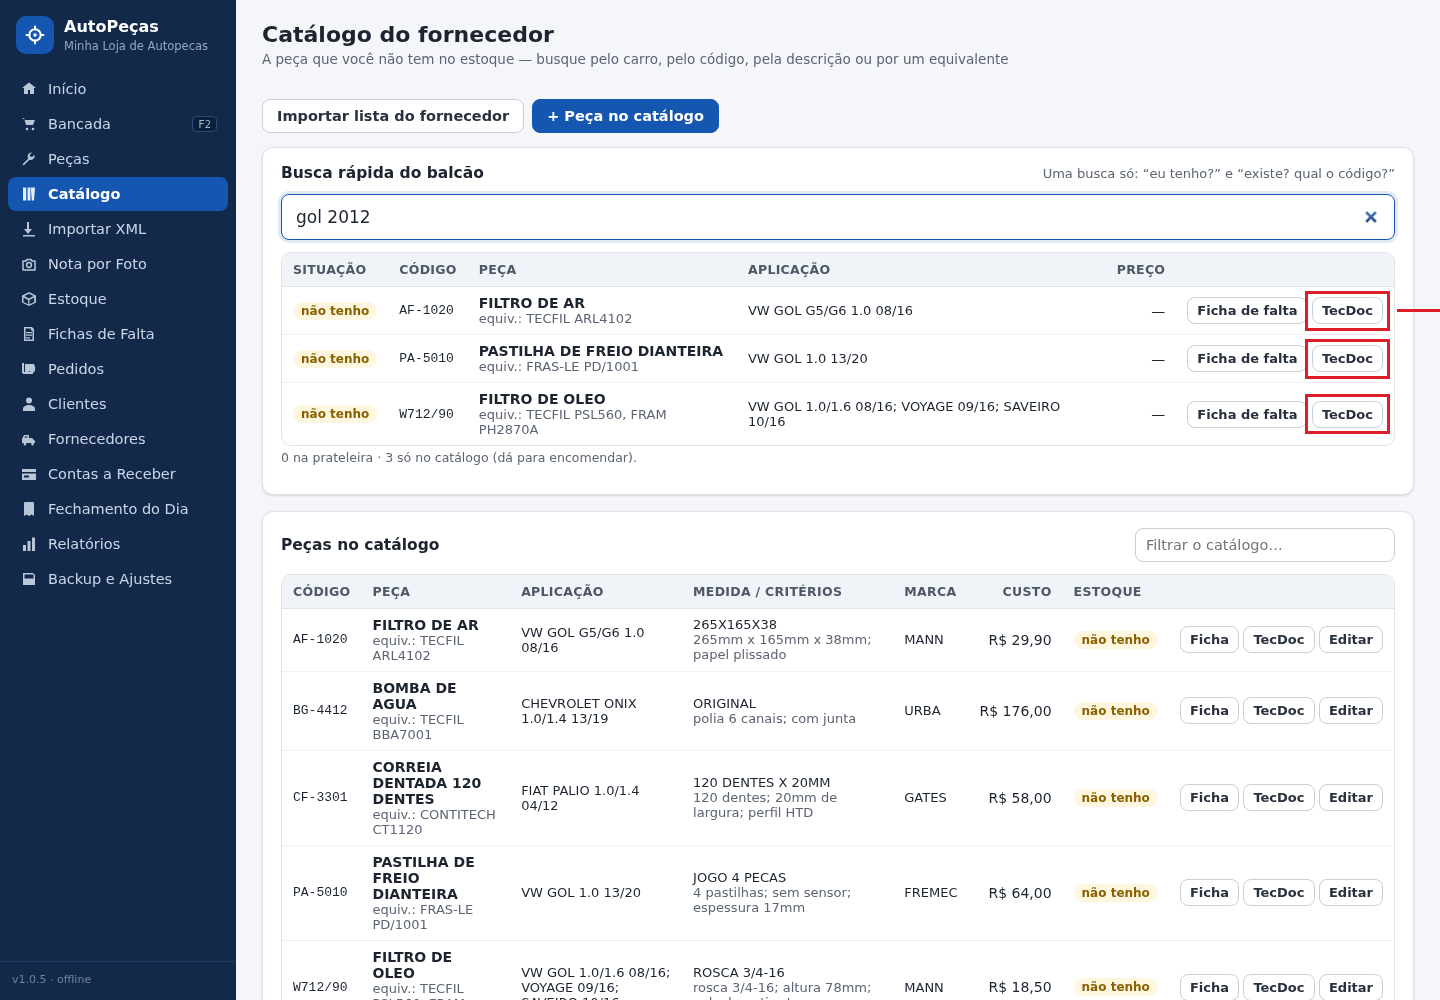 AutoPeças
Minha Loja de Autopecas
Início
Bancada F2
Peças
Catálogo
Importar XML
Nota por Foto
Estoque
Fichas de Falta
Pedidos
Clientes
Fornecedores
Contas a Receber
Fechamento do Dia
Relatórios
Backup e Ajustes
v1.0.5 · offline
Catálogo do fornecedor
A peça que você não tem no estoque — busque pelo carro, pelo código, pela descrição ou por um equivalente
Importar lista do fornecedor + Peça no catálogo
Busca rápida do balcão Uma busca só: “eu tenho?” e “existe? qual o código?”
gol 2012
SITUAÇÃO CÓDIGO PEÇA APLICAÇÃO PREÇO
não tenho AF-1020 FILTRO DE AR VW GOL G5/G6 1.0 08/16 — Ficha de falta TecDoc
equiv.: TECFIL ARL4102
não tenho PA-5010 PASTILHA DE FREIO DIANTEIRA VW GOL 1.0 13/20 — Ficha de falta TecDoc
equiv.: FRAS-LE PD/1001
não tenho W712/90 FILTRO DE OLEO VW GOL 1.0/1.6 08/16; VOYAGE 09/16; SAVEIRO — Ficha de falta TecDoc
equiv.: TECFIL PSL560, FRAM 10/16
PH2870A
0 na prateleira · 3 só no catálogo (dá para encomendar).
Peças no catálogo Filtrar o catálogo...
CÓDIGO PEÇA APLICAÇÃO MEDIDA / CRITÉRIOS MARCA CUSTO ESTOQUE
AF-1020 FILTRO DE AR VW GOL G5/G6 1.0 265X165X38 MANN R$ 29,90 não tenho Ficha TecDoc Editar
equiv.: TECFIL 08/16 265mm x 165mm x 38mm;
ARL4102 papel plissado
BG-4412 BOMBA DE CHEVROLET ONIX ORIGINAL URBA R$ 176,00 não tenho Ficha TecDoc Editar
AGUA 1.0/1.4 13/19 polia 6 canais; com junta
equiv.: TECFIL
BBA7001
CF-3301 CORREIA FIAT PALIO 1.0/1.4 120 DENTES X 20MM GATES R$ 58,00 não tenho Ficha TecDoc Editar
DENTADA 120 04/12 120 dentes; 20mm de
DENTES largura; perfil HTD
equiv.: CONTITECH
CT1120
PA-5010 PASTILHA DE VW GOL 1.0 13/20 JOGO 4 PECAS FREMEC R$ 64,00 não tenho Ficha TecDoc Editar
FREIO 4 pastilhas; sem sensor;
DIANTEIRA espessura 17mm
equiv.: FRAS-LE
PD/1001
W712/90 FILTRO DE VW GOL 1.0/1.6 08/16; ROSCA 3/4-16 MANN R$ 18,50 não tenho Ficha TecDoc Editar
OLEO VOYAGE 09/16; rosca 3/4-16; altura 78mm;
equiv.: TECFIL